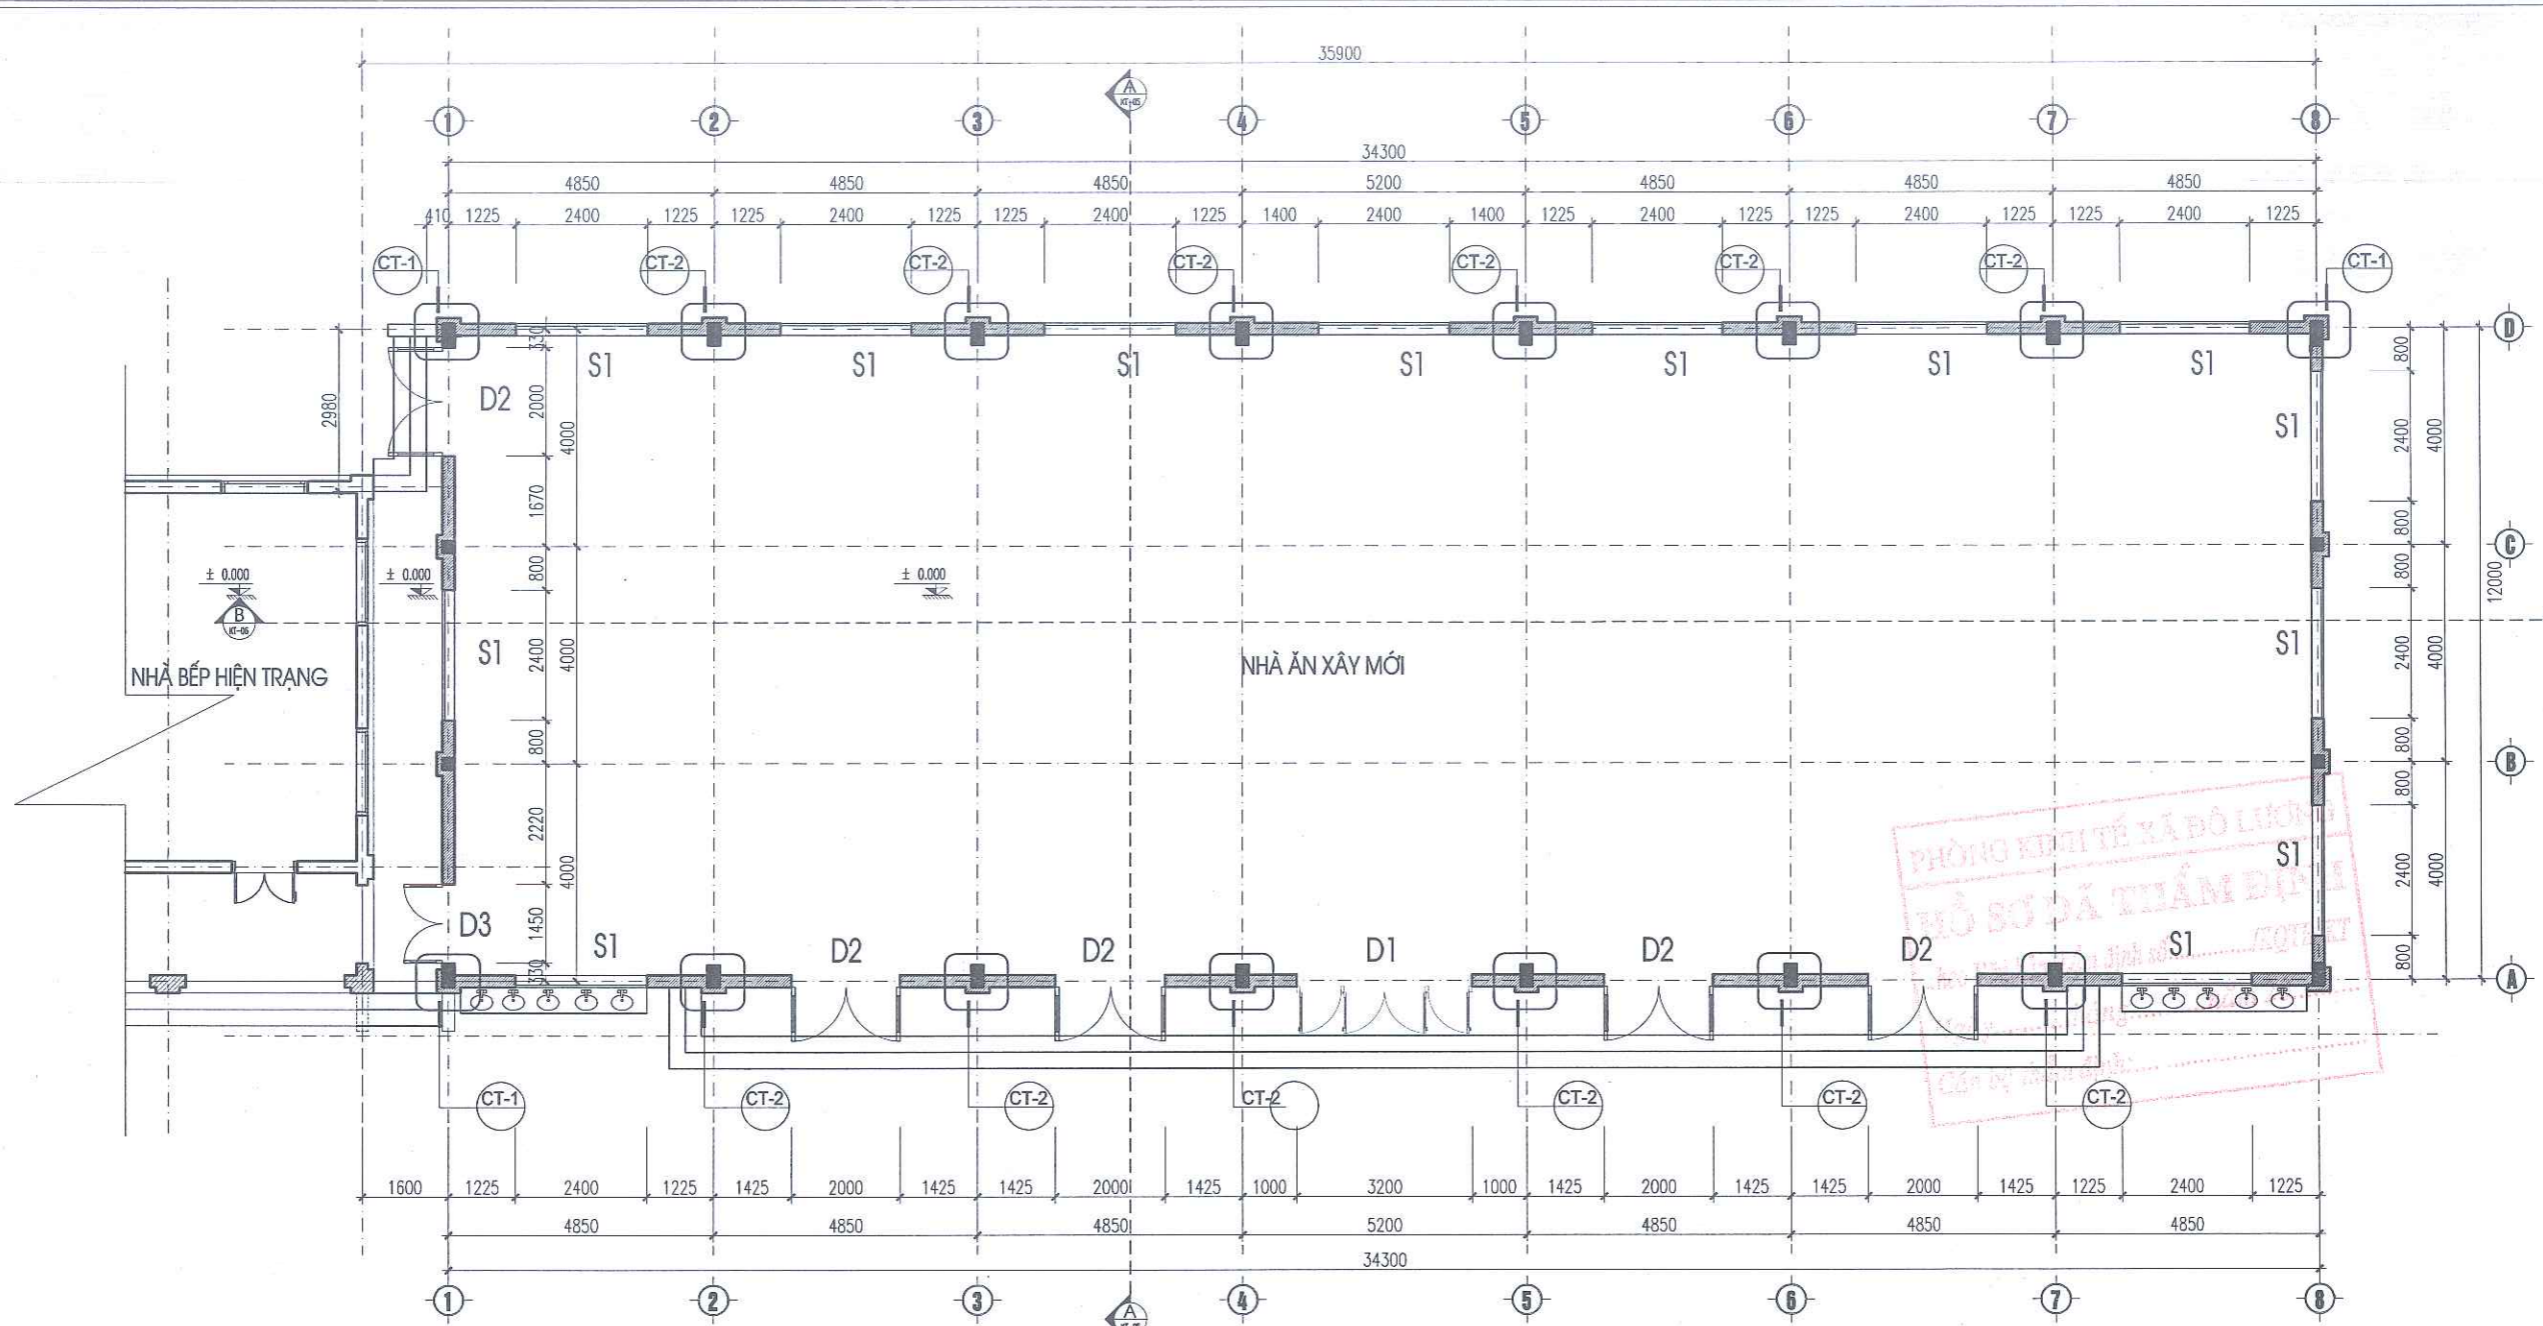 35900
A
KT-05
1 2 3 4 5 6 7 8
34300
4850 4850 4850 5200 4850 4850 4850
410 1225 2400 1225 1225 2400 1225 1225 2400 1225 1400 2400 1400 1225 2400 1225 1225 2400 1225 1225 2400 1225
CT-1 CT-2 CT-2 CT-2 CT-2 CT-2 CT-2 CT-1
D
S1 S1 S1 S1 S1 S1 S1
330
800
2980
D2
2000
4000
S1
2400
4000
1670
800
C
± 0.000 ± 0.000 ± 0.000
800
800
12000
B
KT-05
S1
2400
4000
NHÀ ĂN XÂY MỚI
S1
2400
4000
NHÀ BẾP HIỆN TRẠNG
800
800
B
800
2220
4000
PHÒNG KINH TẾ XÃ ĐÔ LƯƠNG
S1
2400
4000
HỒ SƠ ĐÃ THẨM ĐỊNH
D3
1450
S1
D2 D2 D1 D2 D2
S1
800
330
A
CT-1 CT-2 CT-2 CT-2 CT-2 CT-2 CT-2
1600 1225 2400 1225 1425 2000 1425 1425 2000 1425 1000 3200 1000 1425 2000 1425 1425 2000 1425 1225 2400 1225
4850 4850 4850 5200 4850 4850 4850
34300
1 2 3 4 5 6 7 8
A